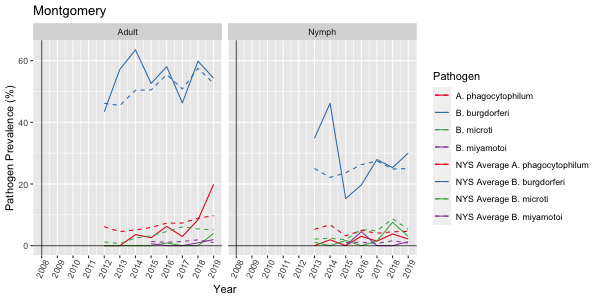 Montgomery
Adult
Nymph
Pathogen Prevalence (%)
60
40
20
0
2008 2009 2010 2011 2012 2013 2014 2015 2016 2017 2018 2019
2008 2009 2010 2011 2012 2013 2014 2015 2016 2017 2018 2019
Year
Pathogen
A. phagocytophilum
B. burgdorferi
B. microti
B. miyamotoi
NYS Average A. phagocytophilum
NYS Average B. burgdorferi
NYS Average B. microti
NYS Average B. miyamotoi